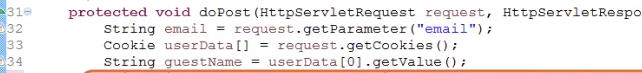 31 protected void doPost(HttpServletRequest request, HttpServletRespo
32 String email = request.getParameter("email");
33 Cookie userData[] = request.getCookies();
34 String guestName = userData[0].getValue();